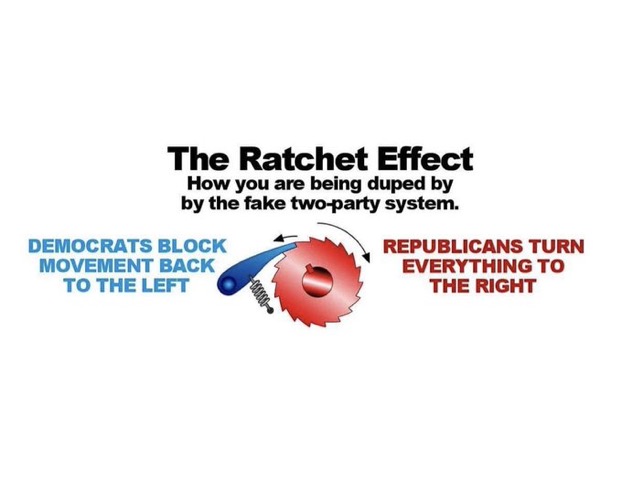 The Ratchet Effect
How you are being duped by
by the fake two-party system.
DEMOCRATS BLOCK
MOVEMENT BACK
TO THE LEFT
REPUBLICANS TURN
EVERYTHING TO
THE RIGHT